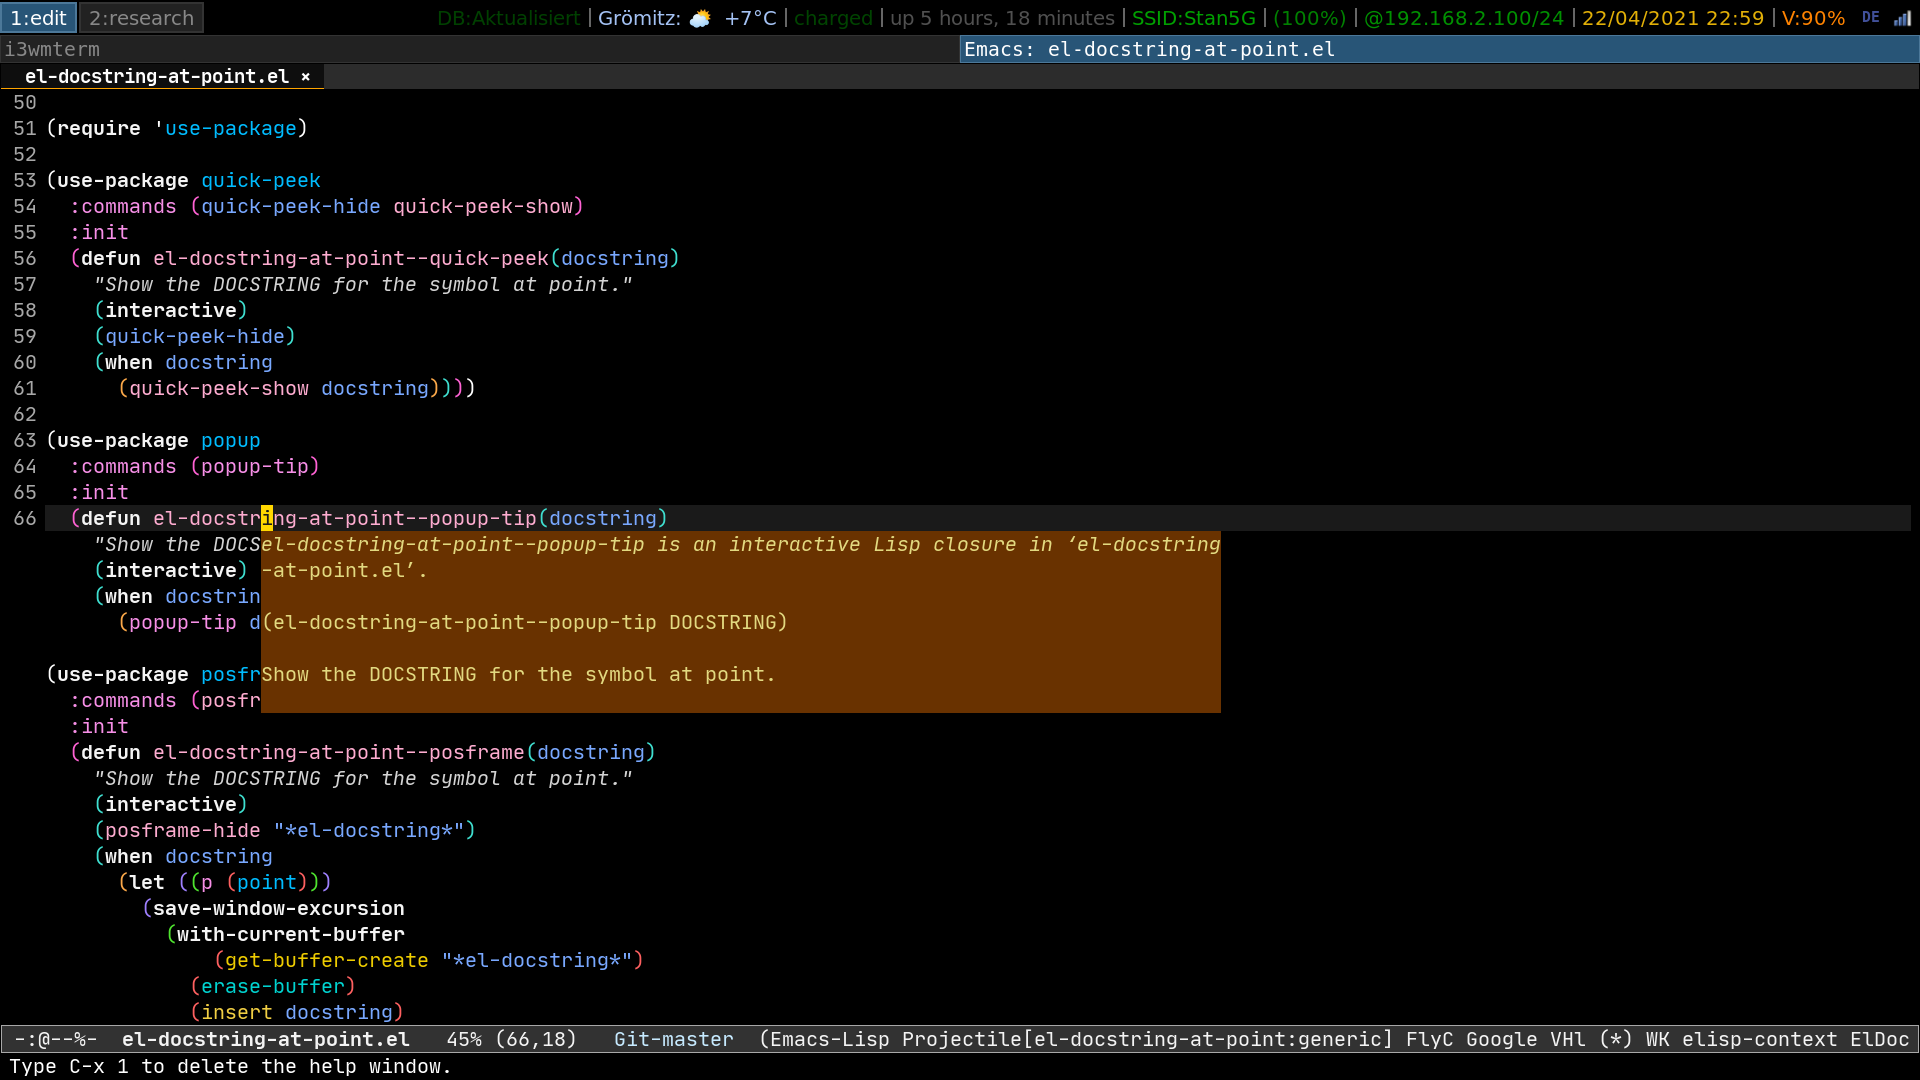 1:edit 2:research DB:Aktualisiert | Grömitz: +7°C | charged | up 5 hours, 18 minutes | SSID:Stan5G | (100%) | @192.168.2.100/24 | 22/04/2021 22:59 | V:90% DE
i3wmterm Emacs: el-docstring-at-point.el
el-docstring-at-point.el ×
50
51 (require 'use-package)
52
53 (use-package quick-peek
54   :commands (quick-peek-hide quick-peek-show)
55   :init
56   (defun el-docstring-at-point--quick-peek(docstring)
57     "Show the DOCSTRING for the symbol at point."
58     (interactive)
59     (quick-peek-hide)
60     (when docstring
61       (quick-peek-show docstring))))
62
63 (use-package popup
64   :commands (popup-tip)
65   :init
66   (defun el-docstring-at-point--popup-tip(docstring)
    "Show the DOCSel-docstring-at-point--popup-tip is an interactive Lisp closure in ‘el-docstring
    (interactive) -at-point.el’.
    (when docstrin
      (popup-tip d(el-docstring-at-point--popup-tip DOCSTRING)
(use-package posfrShow the DOCSTRING for the symbol at point.
  :commands (posfr
  :init
  (defun el-docstring-at-point--posframe(docstring)
    "Show the DOCSTRING for the symbol at point."
    (interactive)
    (posframe-hide "*el-docstring*")
    (when docstring
      (let ((p (point)))
        (save-window-excursion
          (with-current-buffer
              (get-buffer-create "*el-docstring*")
            (erase-buffer)
            (insert docstring)
-:@--%-  el-docstring-at-point.el   45% (66,18)   Git-master  (Emacs-Lisp Projectile[el-docstring-at-point:generic] FlyC Google VHl (*) WK elisp-context ElDoc
Type C-x 1 to delete the help window.